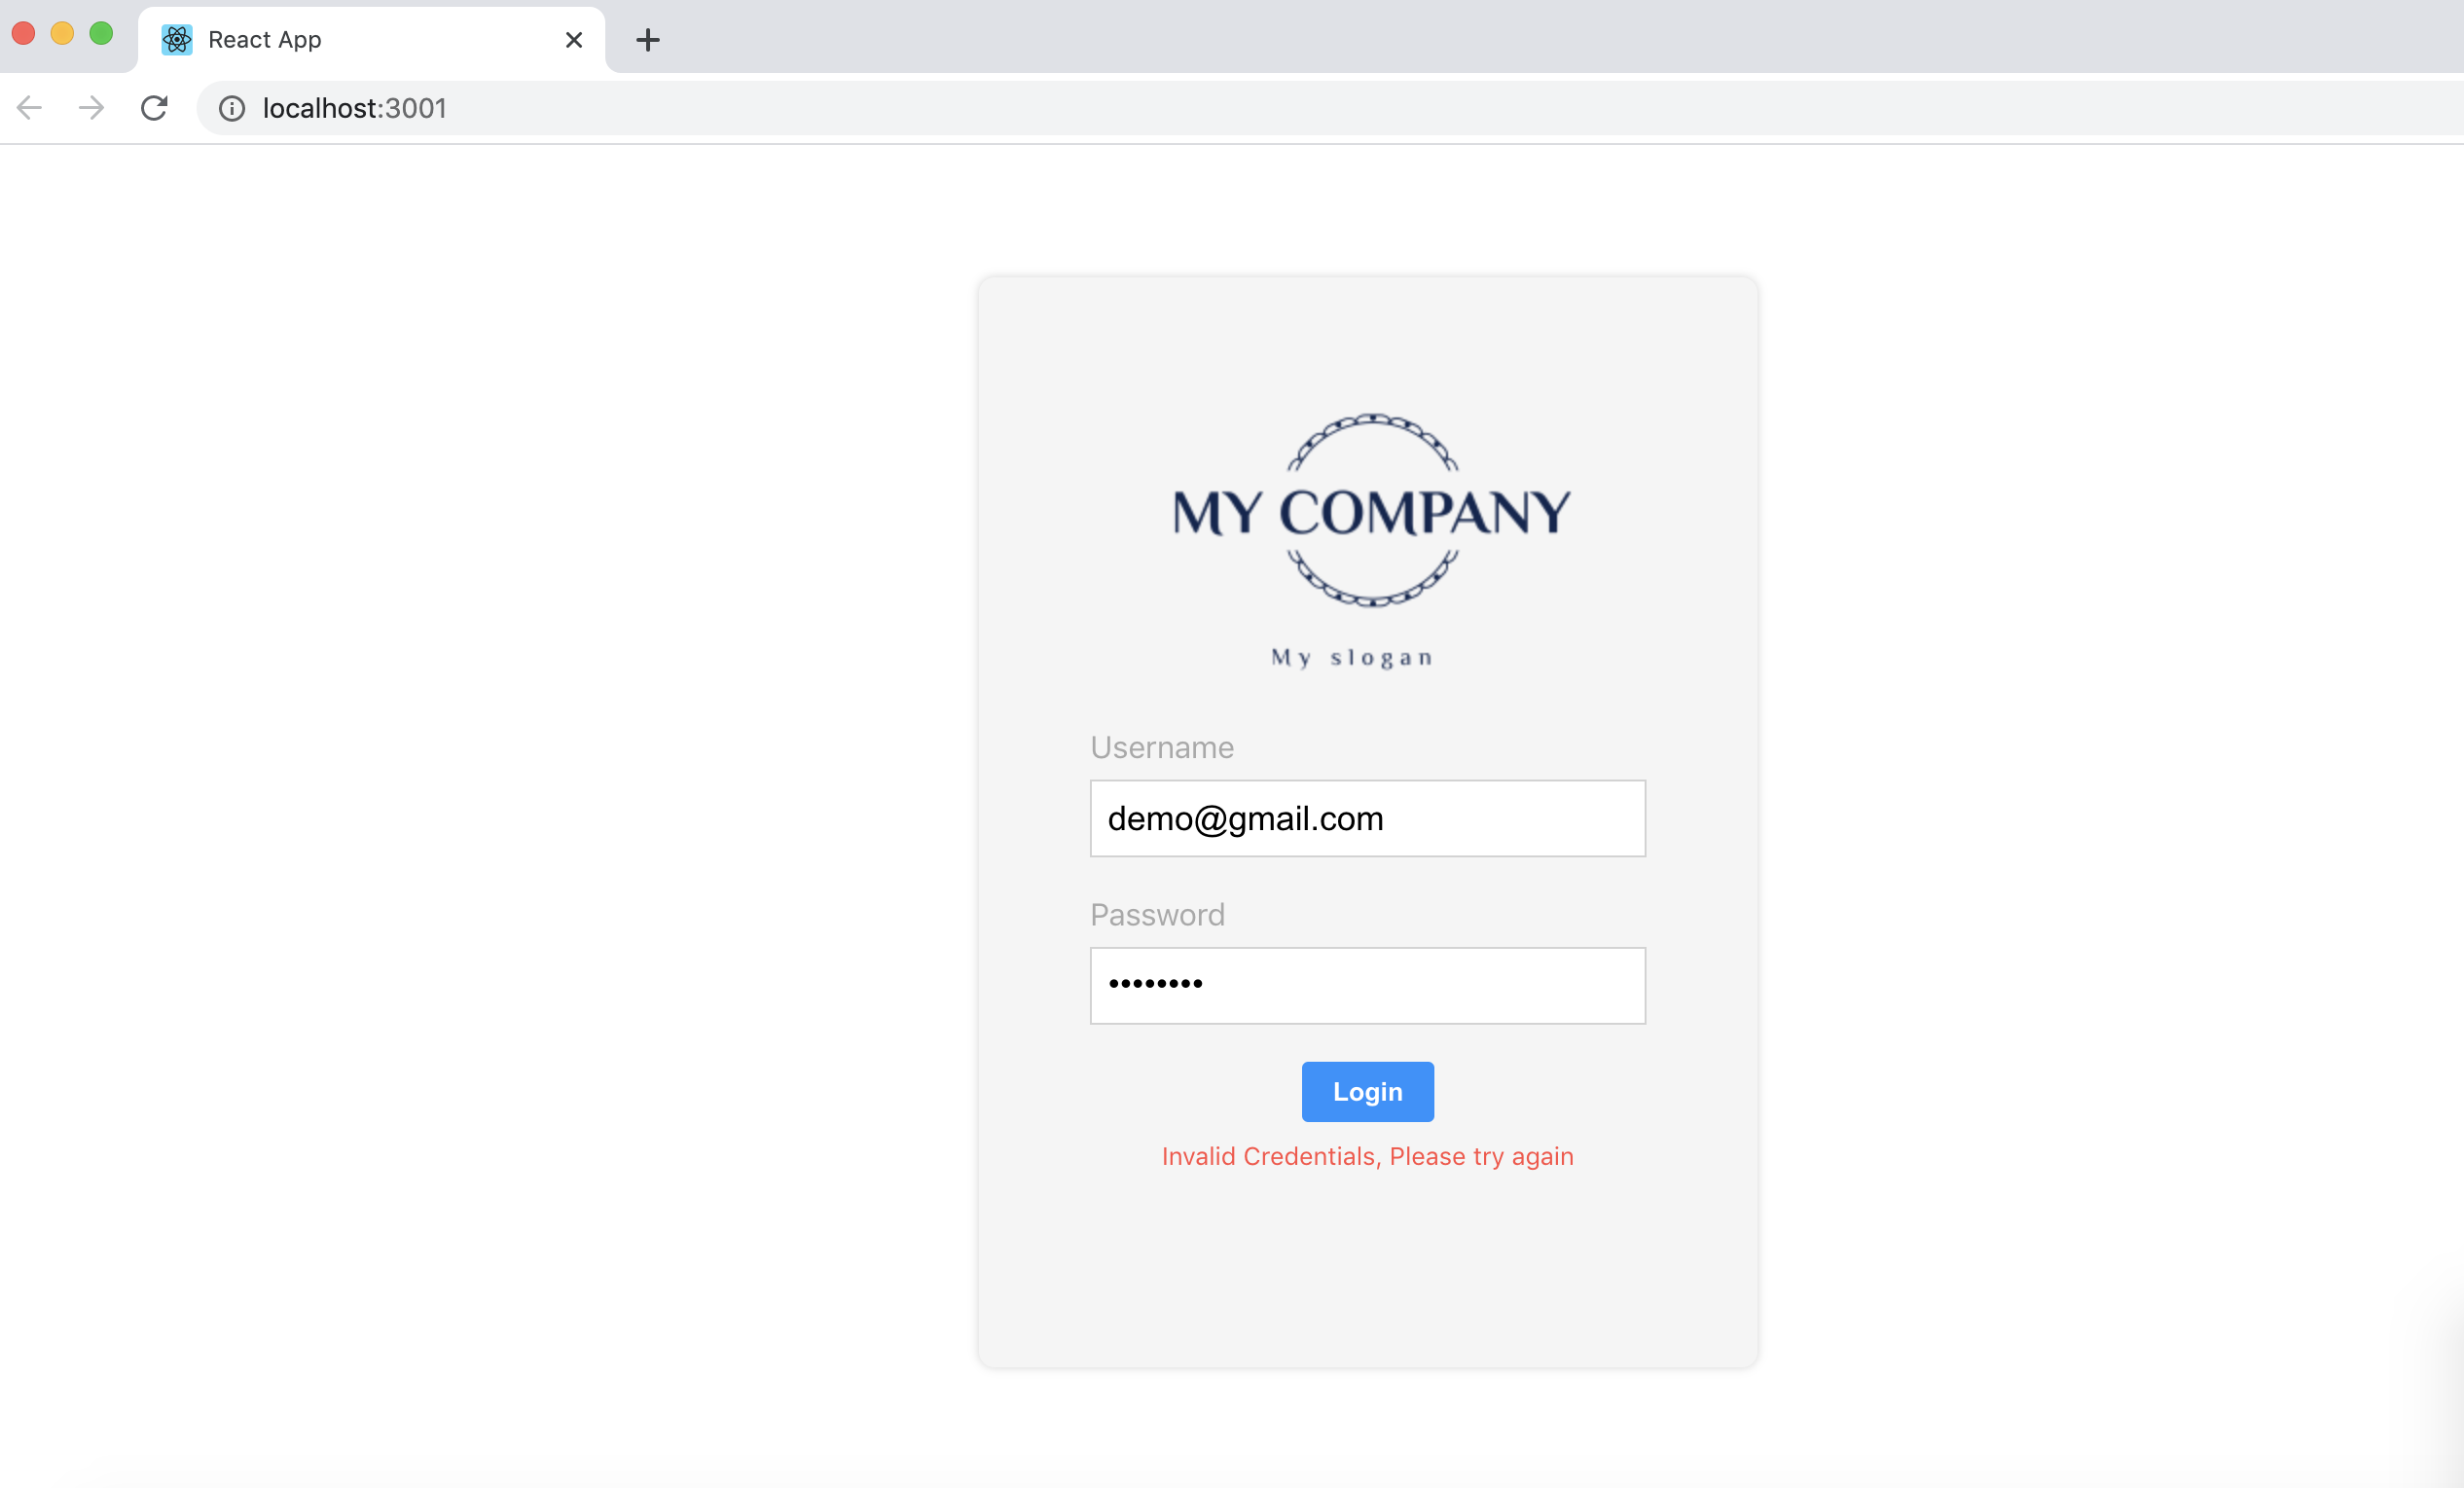 React App
localhost:3001
MY COMPANY
My slogan
Username
demo@gmail.com
Password
••••••••
Login
Invalid Credentials, Please try again